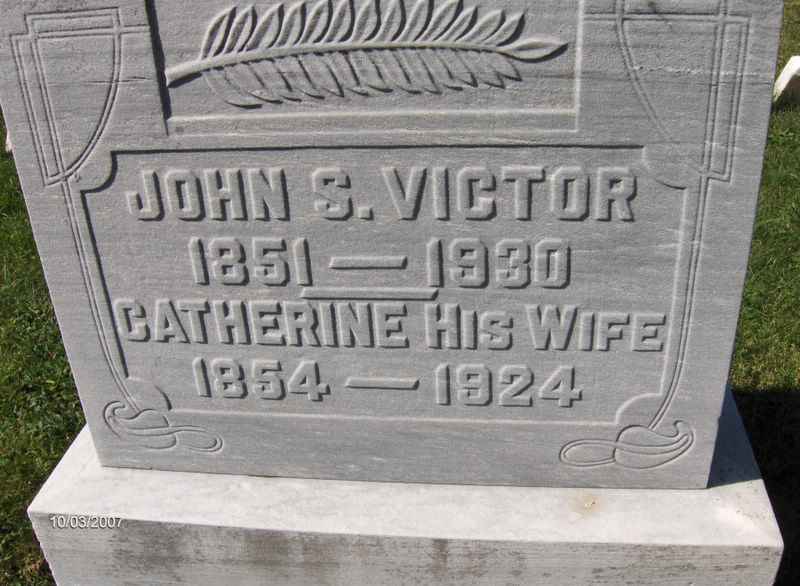 JOHN S. VICTOR
1851 — 1930
CATHERINE HIS WIFE
1854 — 1924
10/03/2007